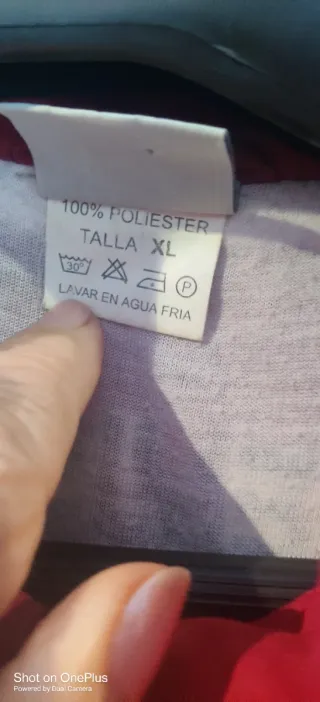 100% POLIESTER
TALLA XL
30°
P
LAVAR EN AGUA FRIA
Shot on OnePlus
Powered by Dual Camera